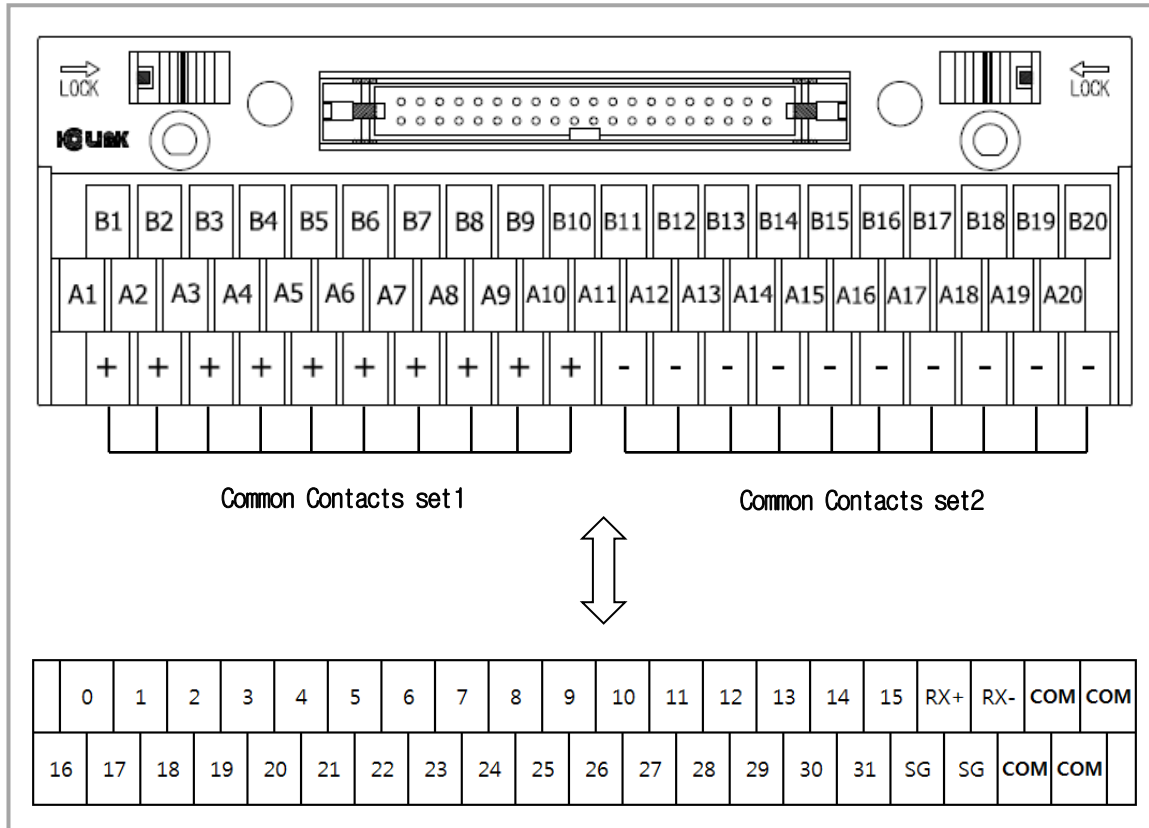 LOCK LOCK
IO LINK
B1 B2 B3 B4 B5 B6 B7 B8 B9 B10 B11 B12 B13 B14 B15 B16 B17 B18 B19 B20
A1 A2 A3 A4 A5 A6 A7 A8 A9 A10 A11 A12 A13 A14 A15 A16 A17 A18 A19 A20
+ + + + + + + + + + - - - - - - - - - -
Common Contacts set1 Common Contacts set2
0 1 2 3 4 5 6 7 8 9 10 11 12 13 14 15 RX+ RX- COM COM
16 17 18 19 20 21 22 23 24 25 26 27 28 29 30 31 SG SG COM COM